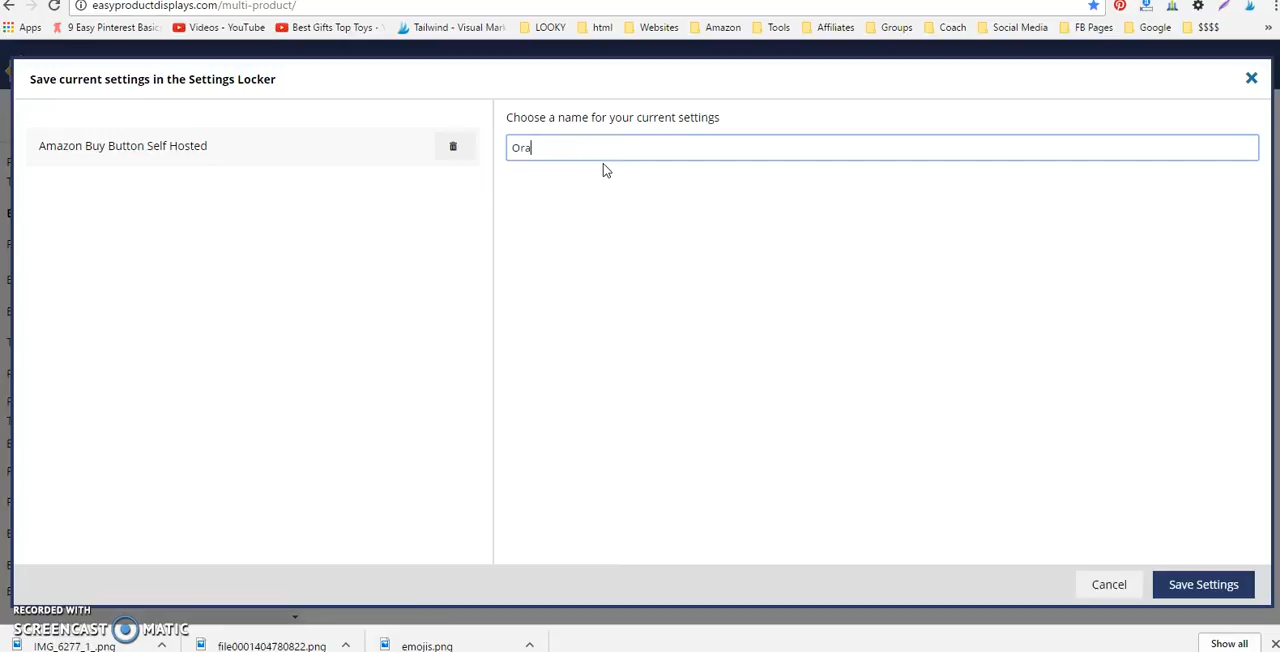 easyproductdisplays.com/multi-product/
Apps 9 Easy Pinterest Basic Videos - YouTube Best Gifts Top Toys - Tailwind - Visual Mar LOOKY html Websites Amazon Tools Affiliates Groups Coach Social Media FB Pages Google $$$$ »
Save current settings in the Settings Locker
Choose a name for your current settings
Amazon Buy Button Self Hosted
Ora
Cancel Save Settings
RECORDED WITH
SCREENCAST MATIC
IMG_6277_1_.png file0001404780822.png emojis.png Show all